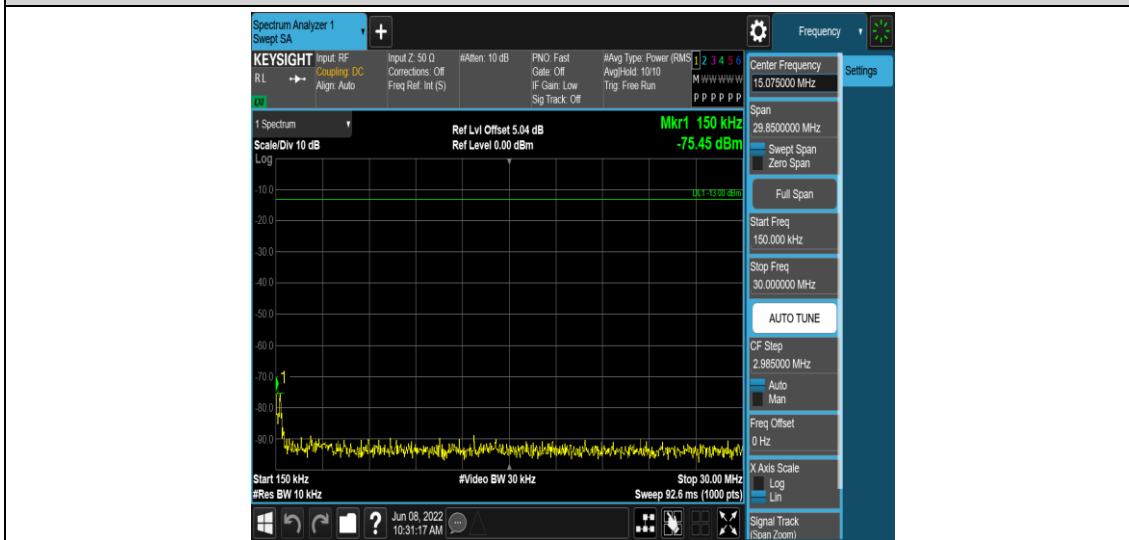 Spectrum Analyzer 1
Swept SA
+
Frequency
KEYSIGHT
RL
LXI
Input: RF
Coupling: DC
Align: Auto
Input Z: 50 Ω
Corrections: Off
Freq Ref: Int (S)
#Atten: 10 dB
PNO: Fast
Gate: Off
IF Gain: Low
Sig Track: Off
#Avg Type: Power (RMS
Avg|Hold: 10/10
Trig: Free Run
1 2 3 4 5 6
M W W W W W
P P P P P P
1 Spectrum
Scale/Div 10 dB
Log
Ref Lvl Offset 5.04 dB
Ref Level 0.00 dBm
Mkr1 150 kHz
-75.45 dBm
DL1 -13.00 dBm
-10.0
-20.0
-30.0
-40.0
-50.0
-60.0
-70.0
1
-80.0
-90.0
Start 150 kHz
#Video BW 30 kHz
Stop 30.00 MHz
#Res BW 10 kHz
Sweep 92.6 ms (1000 pts)
?
Jun 08, 2022
10:31:17 AM
Center Frequency
15.075000 MHz
Settings
Span
29.8500000 MHz
Swept Span
Zero Span
Full Span
Start Freq
150.000 kHz
Stop Freq
30.000000 MHz
AUTO TUNE
CF Step
2.985000 MHz
Auto
Man
Freq Offset
0 Hz
X Axis Scale
Log
Lin
Signal Track
(Span Zoom)